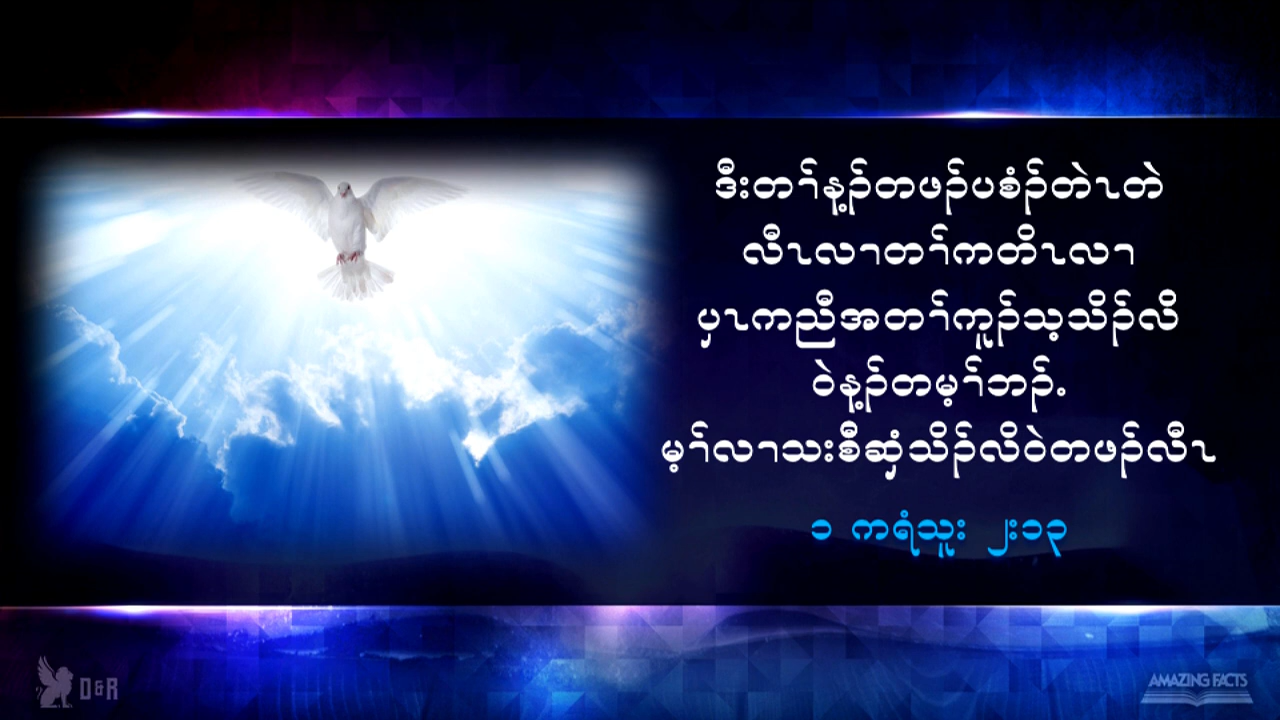 ဒီးတၢ်န့ၣ်တဖၣ်ပစံၣ်တဲၤတဲ
လီၤလၢတၢ်ကတိၤလၢ
ပှၤကညီအတၢ်ကူၣ်သ့သိၣ်လိ
ဝဲန့ၣ်တမ့ၢ်ဘၣ်.
မ့ၢ်လၢသးစီဆှံသိၣ်လိဝဲတဖၣ်လီၤ
၁ ကရံသူး ၂း၁၃
D&R
AMAZING FACTS